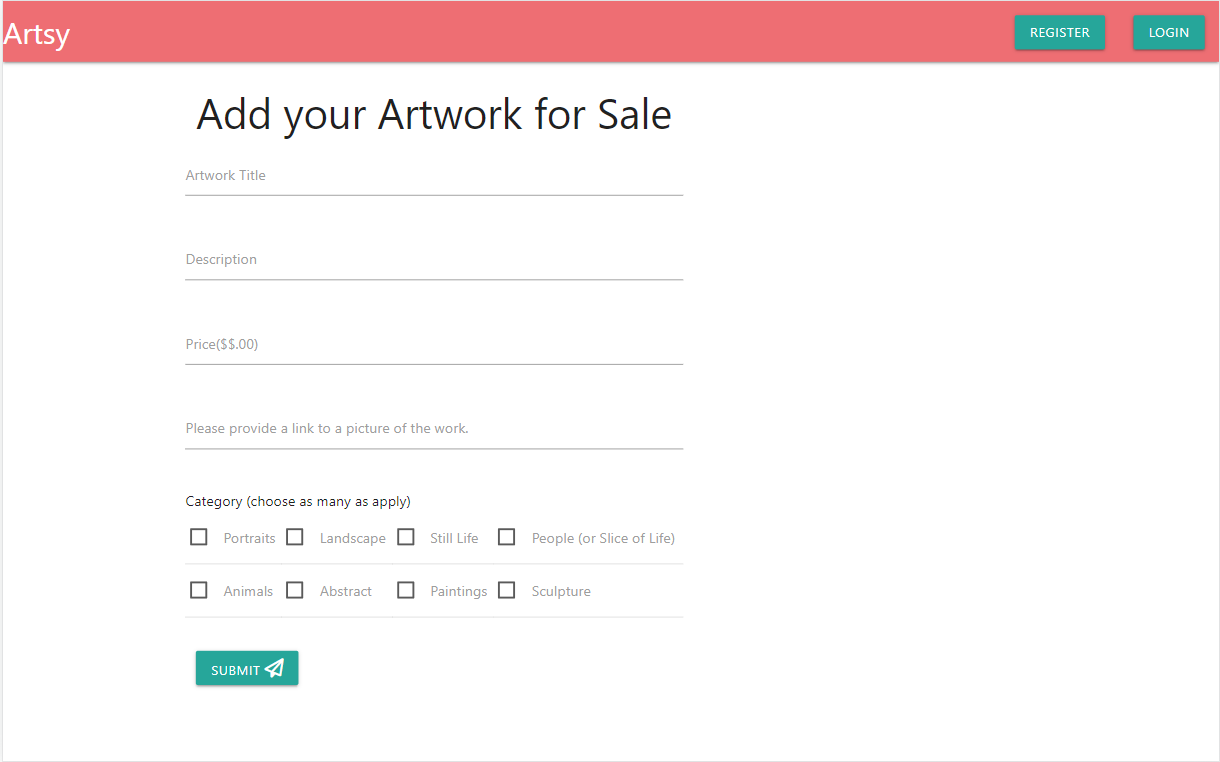 Artsy REGISTER LOGIN
Add your Artwork for Sale
Artwork Title
Description
Price($$.00)
Please provide a link to a picture of the work.
Category (choose as many as apply)
Portraits Landscape Still Life People (or Slice of Life)
Animals Abstract Paintings Sculpture
SUBMIT